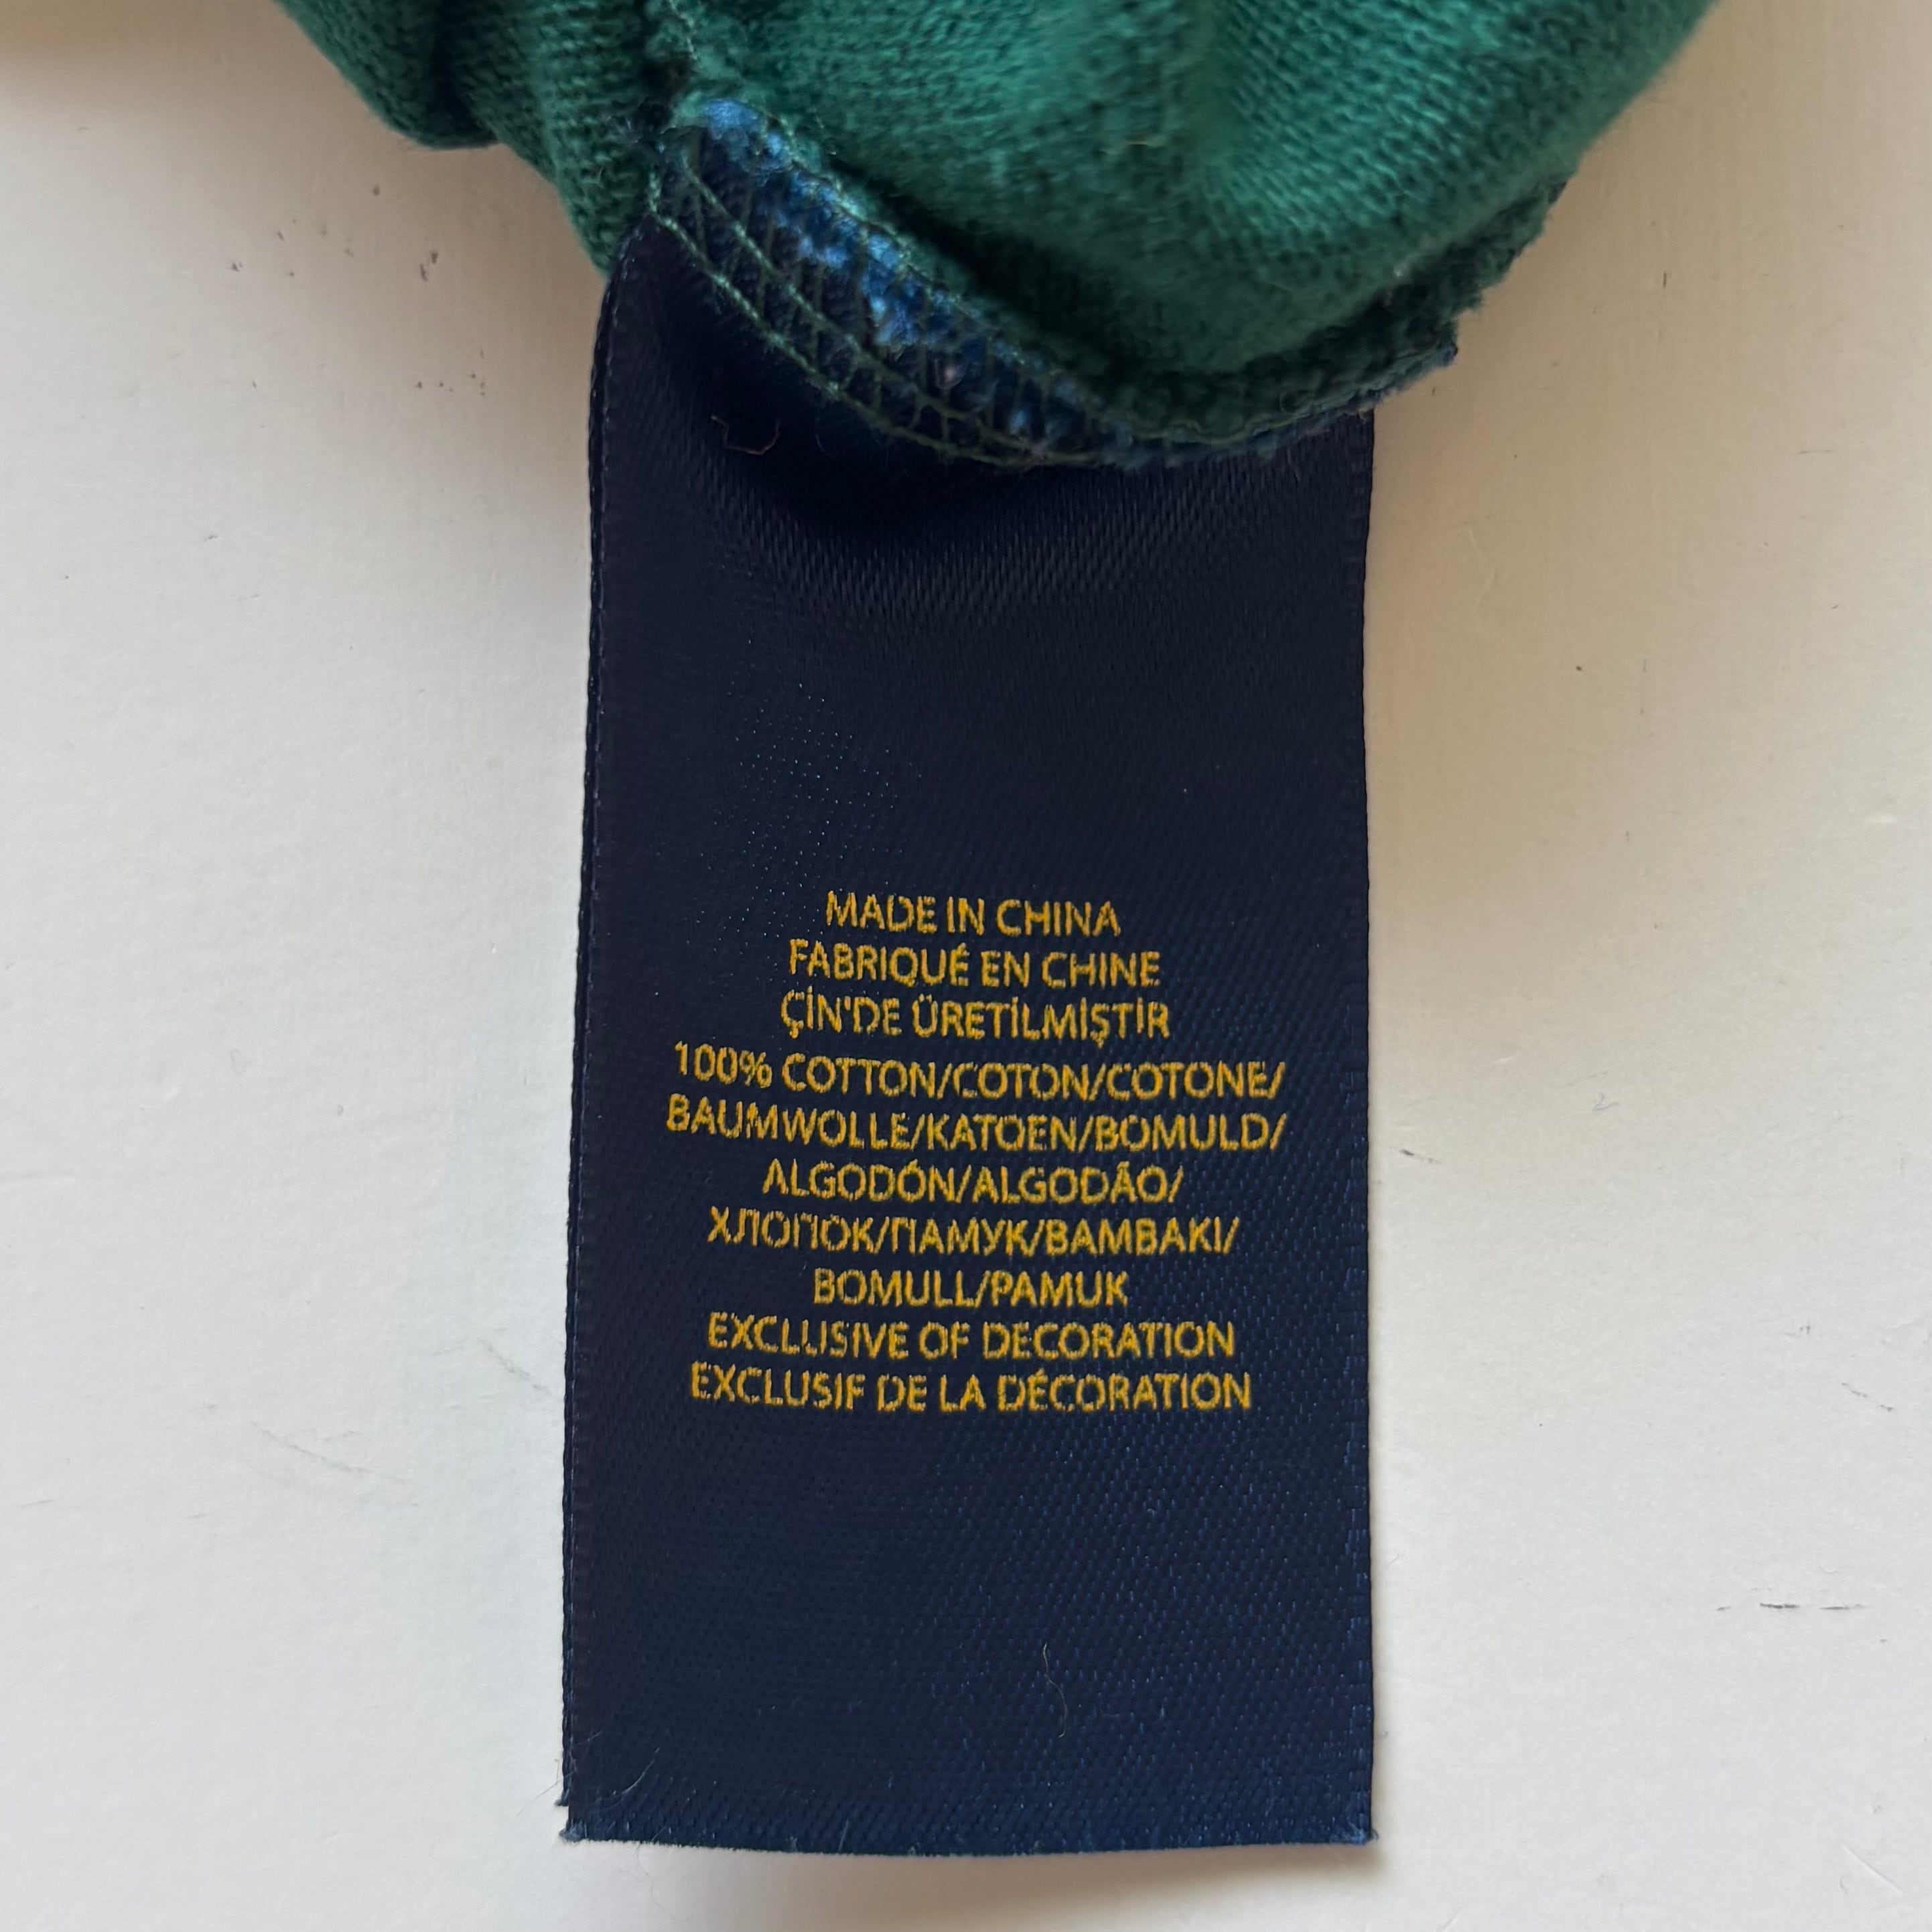 MADE IN CHINA
FABRIQUÉ EN CHINE
ÇİN'DE ÜRETİLMİŞTİR
100% COTTON/COTON/COTONE/
BAUMWOLLE/KATOEN/BOMULD/
ALGODÓN/ALGODÃO/
ХЛОПОК/ПАМУК/BAMBAKI/
BOMULL/PAMUK
EXCLUSIVE OF DECORATION
EXCLUSIF DE LA DÉCORATION